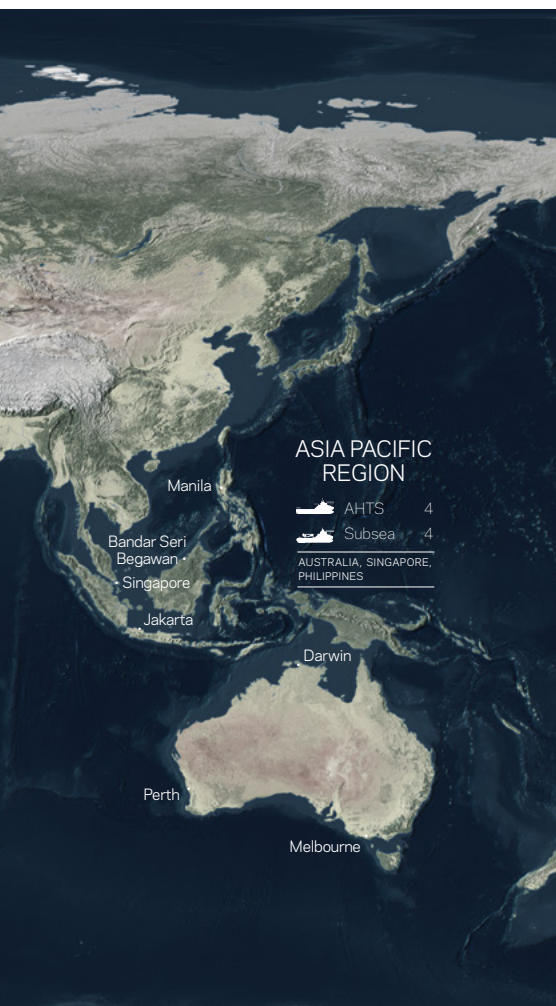 ASIA PACIFIC
REGION
Manila
AHTS 4
Subsea 4
Bandar Seri
Begawan
AUSTRALIA, SINGAPORE,
PHILIPPINES
Singapore
Jakarta
Darwin
Perth
Melbourne